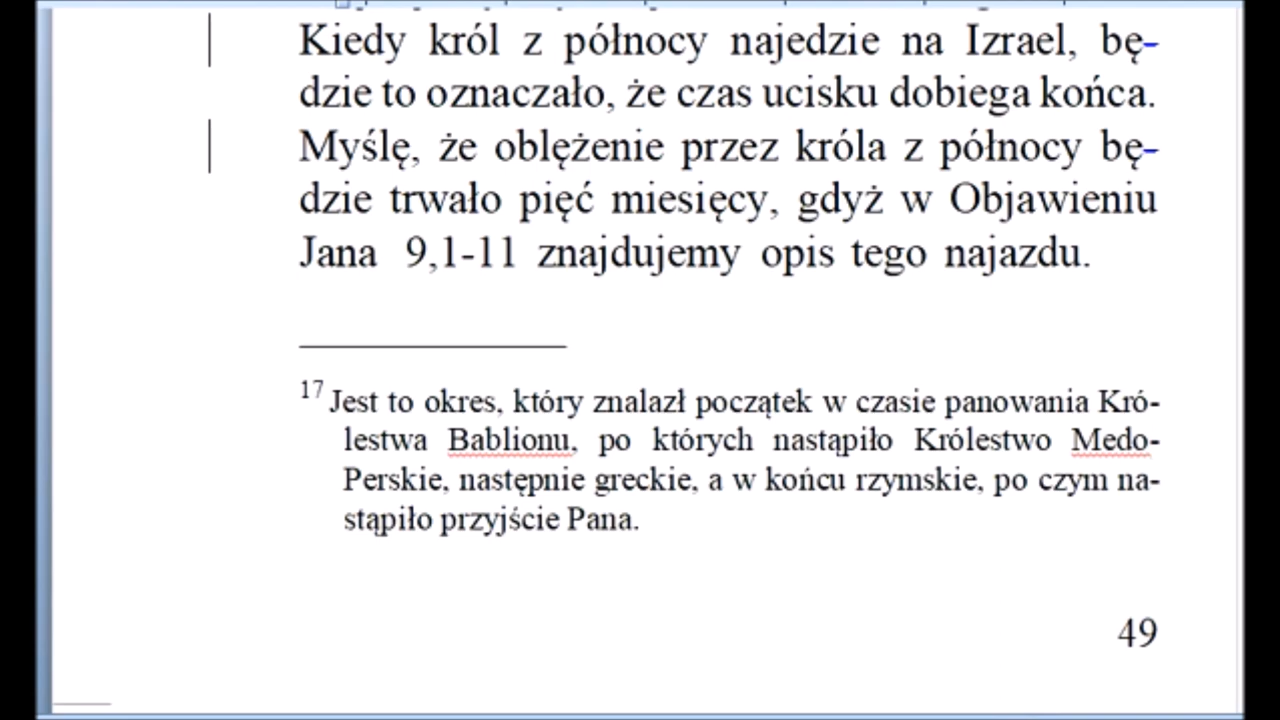 Kiedy król z północy najedzie na Izrael, bę-
dzie to oznaczało, że czas ucisku dobiega końca.
Myślę, że oblężenie przez króla z północy bę-
dzie trwało pięć miesięcy, gdyż w Objawieniu
Jana 9,1-11 znajdujemy opis tego najazdu.
17 Jest to okres, który znalazł początek w czasie panowania Kró-
lestwa Bablionu, po których nastąpiło Królestwo Medo-
Perskie, następnie greckie, a w końcu rzymskie, po czym na-
stąpiło przyjście Pana.
49